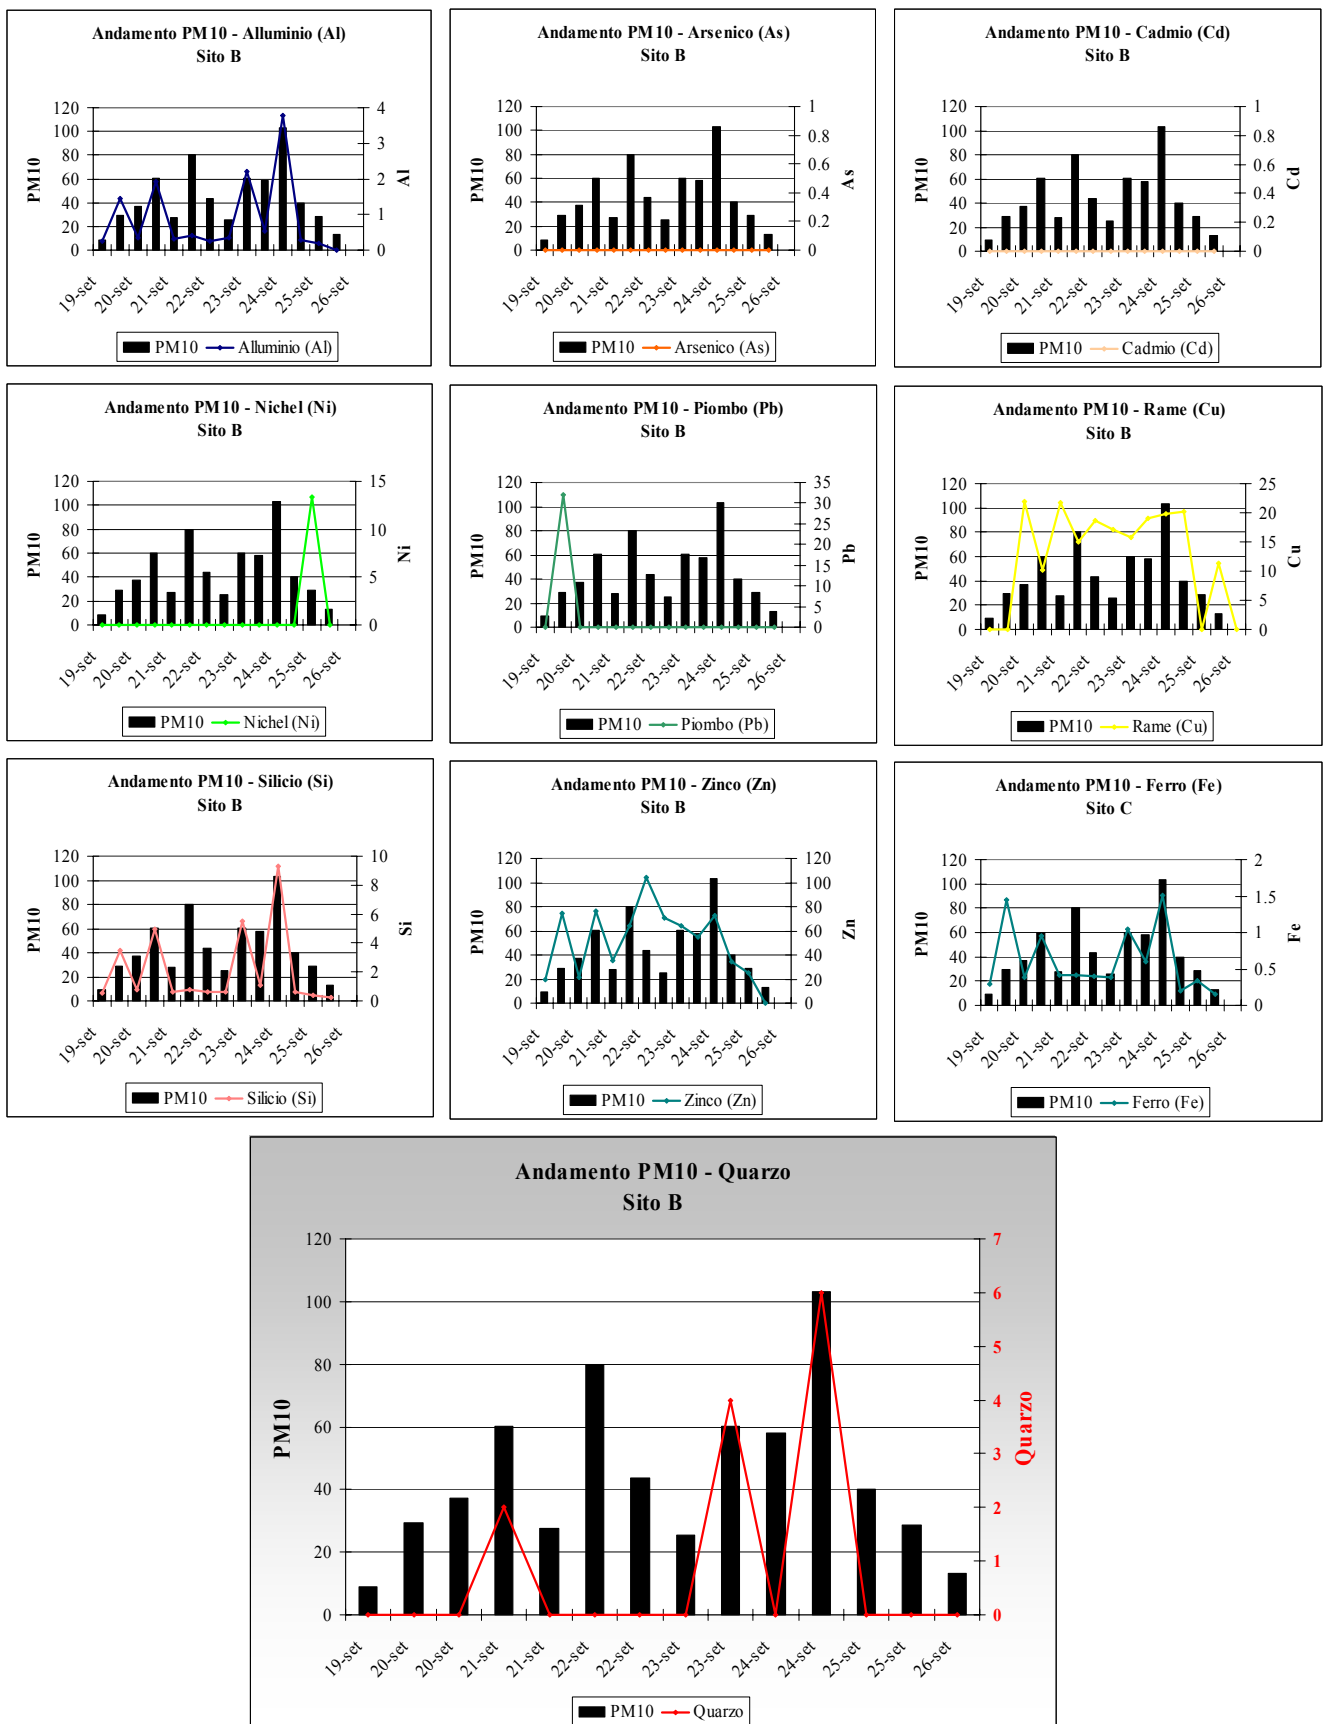 Andamento PM10 - Alluminio (Al)
Sito B
PM10
120
100
80
60
40
20
0
4
3
2
1
0
Al
19-set
20-set
21-set
22-set
23-set
24-set
25-set
26-set
PM10 Alluminio (Al)
Andamento PM10 - Arsenico (As)
Sito B
PM10
120
100
80
60
40
20
0
1
0.8
0.6
0.4
0.2
0
As
19-set
20-set
21-set
22-set
23-set
24-set
25-set
26-set
PM10 Arsenico (As)
Andamento PM10 - Cadmio (Cd)
Sito B
PM10
120
100
80
60
40
20
0
1
0.8
0.6
0.4
0.2
0
Cd
19-set
20-set
21-set
22-set
23-set
24-set
25-set
26-set
PM10 Cadmio (Cd)
Andamento PM10 - Nichel (Ni)
Sito B
PM10
120
100
80
60
40
20
0
15
10
5
0
Ni
19-set
20-set
21-set
22-set
23-set
24-set
25-set
26-set
PM10 Nichel (Ni)
Andamento PM10 - Piombo (Pb)
Sito B
PM10
120
100
80
60
40
20
0
35
30
25
20
15
10
5
0
Pb
19-set
20-set
21-set
22-set
23-set
24-set
25-set
26-set
PM10 Piombo (Pb)
Andamento PM10 - Rame (Cu)
Sito B
PM10
120
100
80
60
40
20
0
25
20
15
10
5
0
Cu
19-set
20-set
21-set
22-set
23-set
24-set
25-set
26-set
PM10 Rame (Cu)
Andamento PM10 - Silicio (Si)
Sito B
PM10
120
100
80
60
40
20
0
10
8
6
4
2
0
Si
19-set
20-set
21-set
22-set
23-set
24-set
25-set
26-set
PM10 Silicio (Si)
Andamento PM10 - Zinco (Zn)
Sito B
PM10
120
100
80
60
40
20
0
120
100
80
60
40
20
0
Zn
19-set
20-set
21-set
22-set
23-set
24-set
25-set
26-set
PM10 Zinco (Zn)
Andamento PM10 - Ferro (Fe)
Sito C
PM10
120
100
80
60
40
20
0
2
1.5
1
0.5
0
Fe
19-set
20-set
21-set
22-set
23-set
24-set
25-set
26-set
PM10 Ferro (Fe)
Andamento PM10 - Quarzo
Sito B
PM10
120
100
80
60
40
20
0
7
6
5
4
3
2
1
0
Quarzo
19-set
20-set
20-set
21-set
21-set
22-set
22-set
23-set
23-set
24-set
24-set
25-set
25-set
26-set
PM10 Quarzo